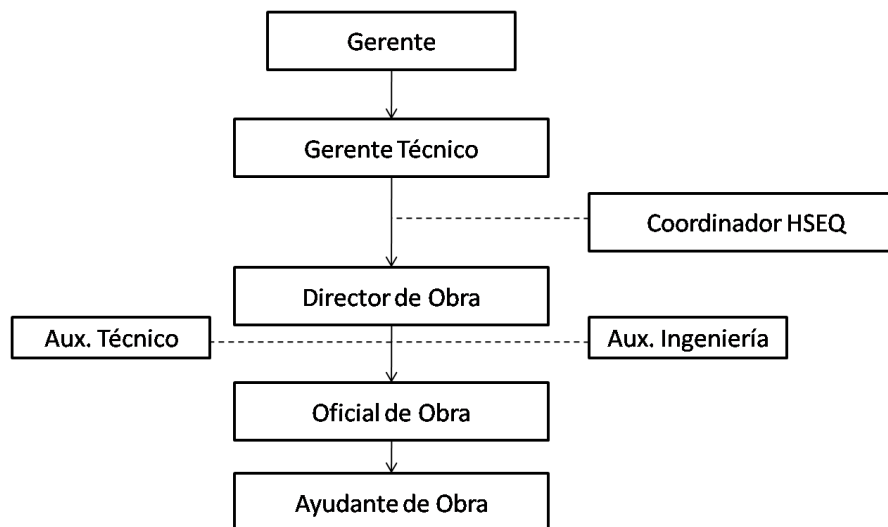 Gerente
Gerente Técnico
Coordinador HSEQ
Director de Obra
Aux. Técnico
Aux. Ingeniería
Oficial de Obra
Ayudante de Obra